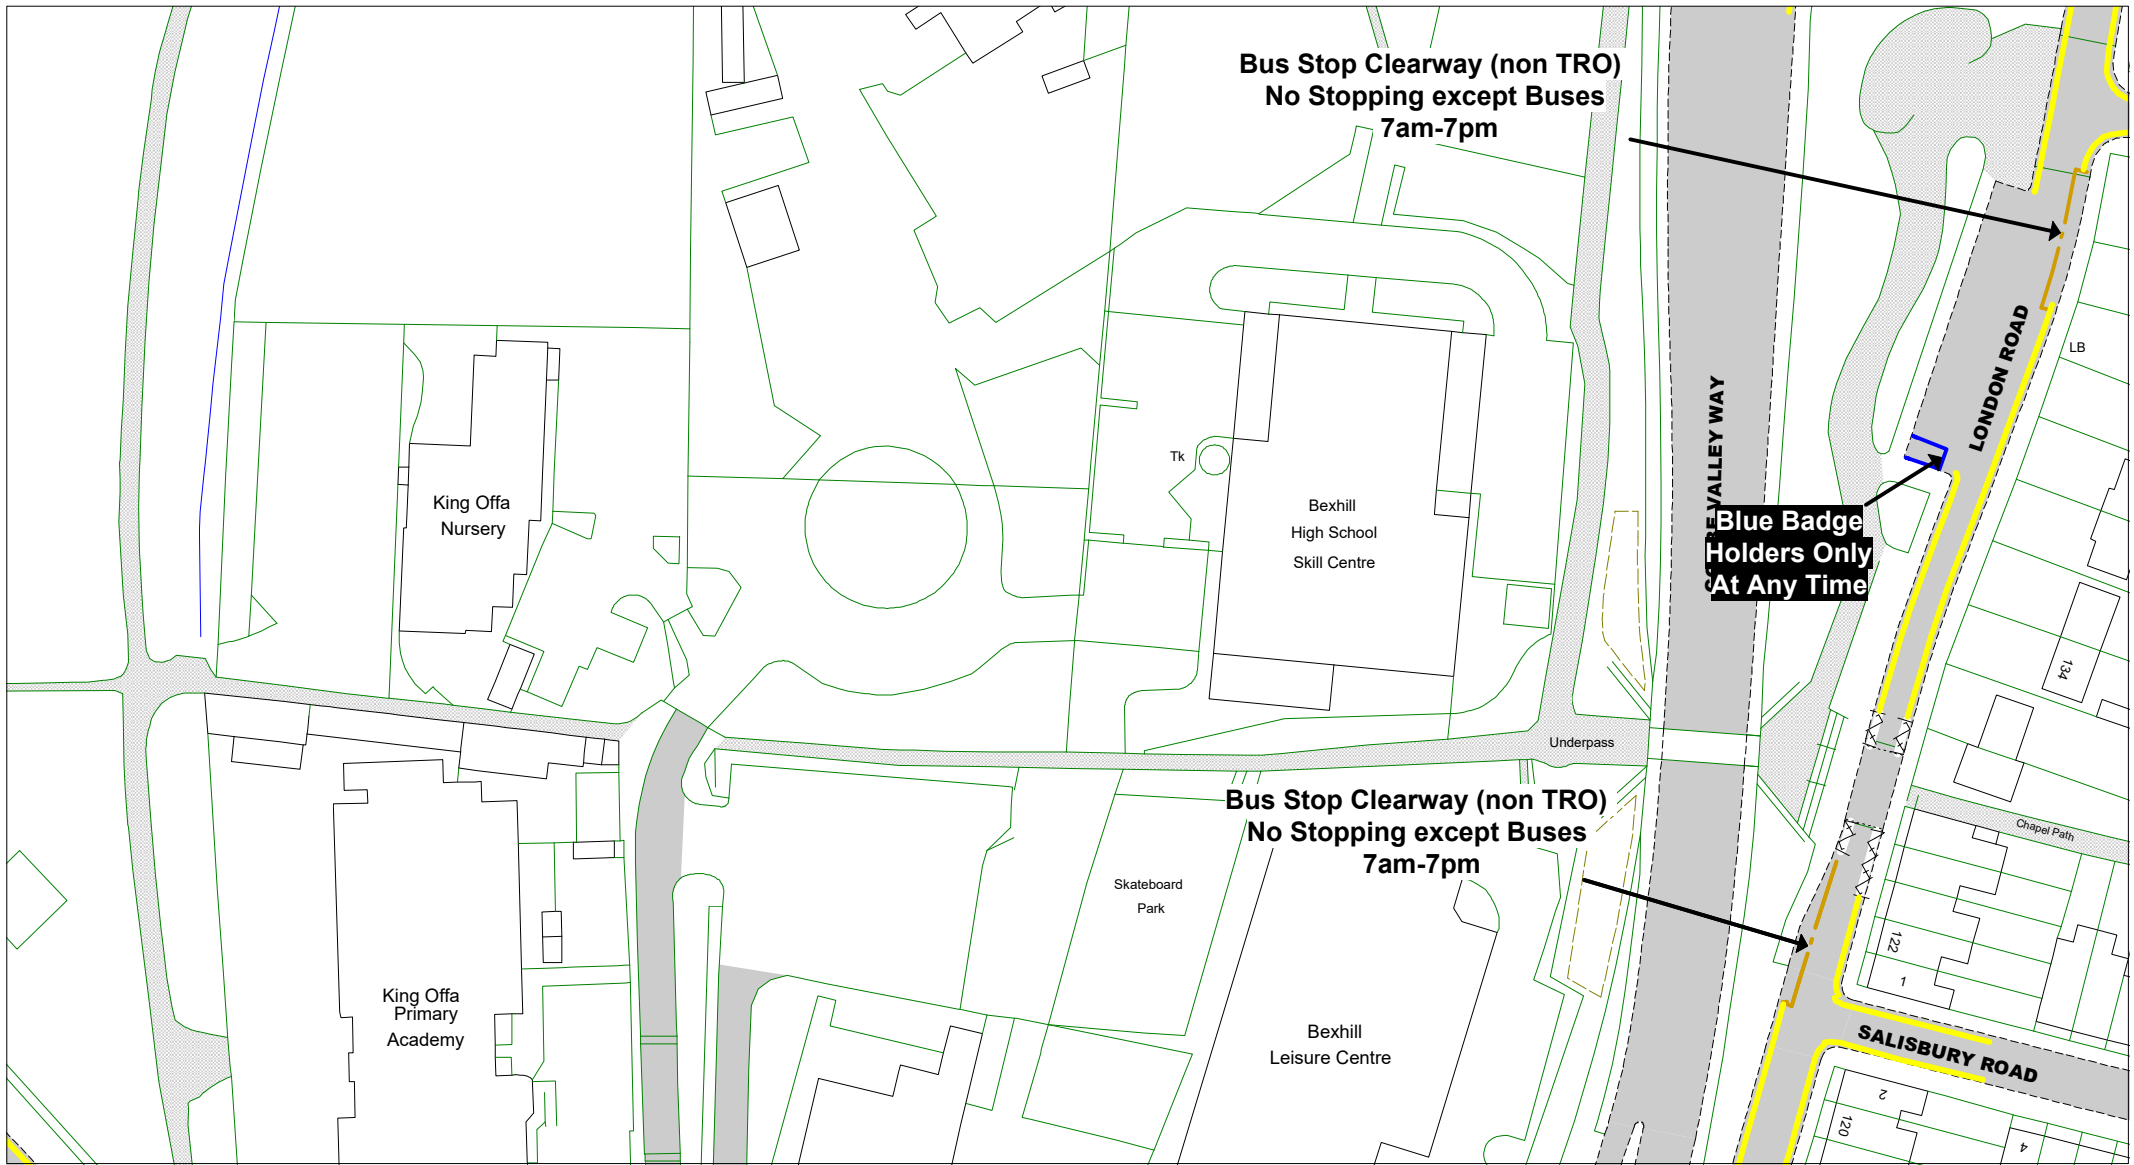 Bus Stop Clearway (non TRO)
No Stopping except Buses
7am-7pm
LONDON ROAD
LB
VALLEY WAY
Tk
King Offa
Nursery
Bexhill
High School
Skill Centre
Blue Badge
Holders Only
At Any Time
134
Underpass
Bus Stop Clearway (non TRO)
No Stopping except Buses
7am-7pm
Chapel Path
Skateboard
Park
122
1
King Offa
Primary
Academy
Bexhill
Leisure Centre
SALISBURY ROAD
2
120
4